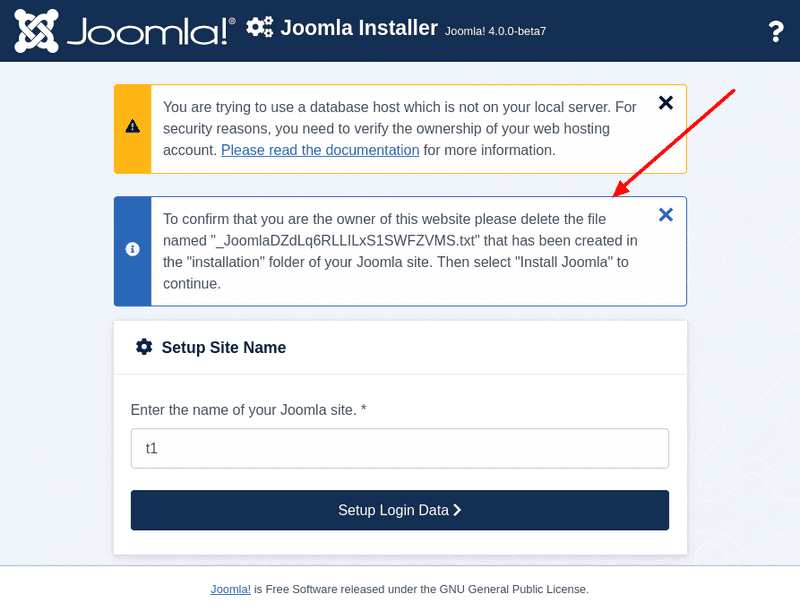 Joomla!® Joomla Installer Joomla! 4.0.0-beta7 ?
You are trying to use a database host which is not on your local server. For
security reasons, you need to verify the ownership of your web hosting
account. Please read the documentation for more information.
To confirm that you are the owner of this website please delete the file
named "_JoomlaDZdLq6RLLILxS1SWFZVMS.txt" that has been created in
the "installation" folder of your Joomla site. Then select "Install Joomla" to
continue.
Setup Site Name
Enter the name of your Joomla site. *
t1
Setup Login Data
Joomla! is Free Software released under the GNU General Public License.